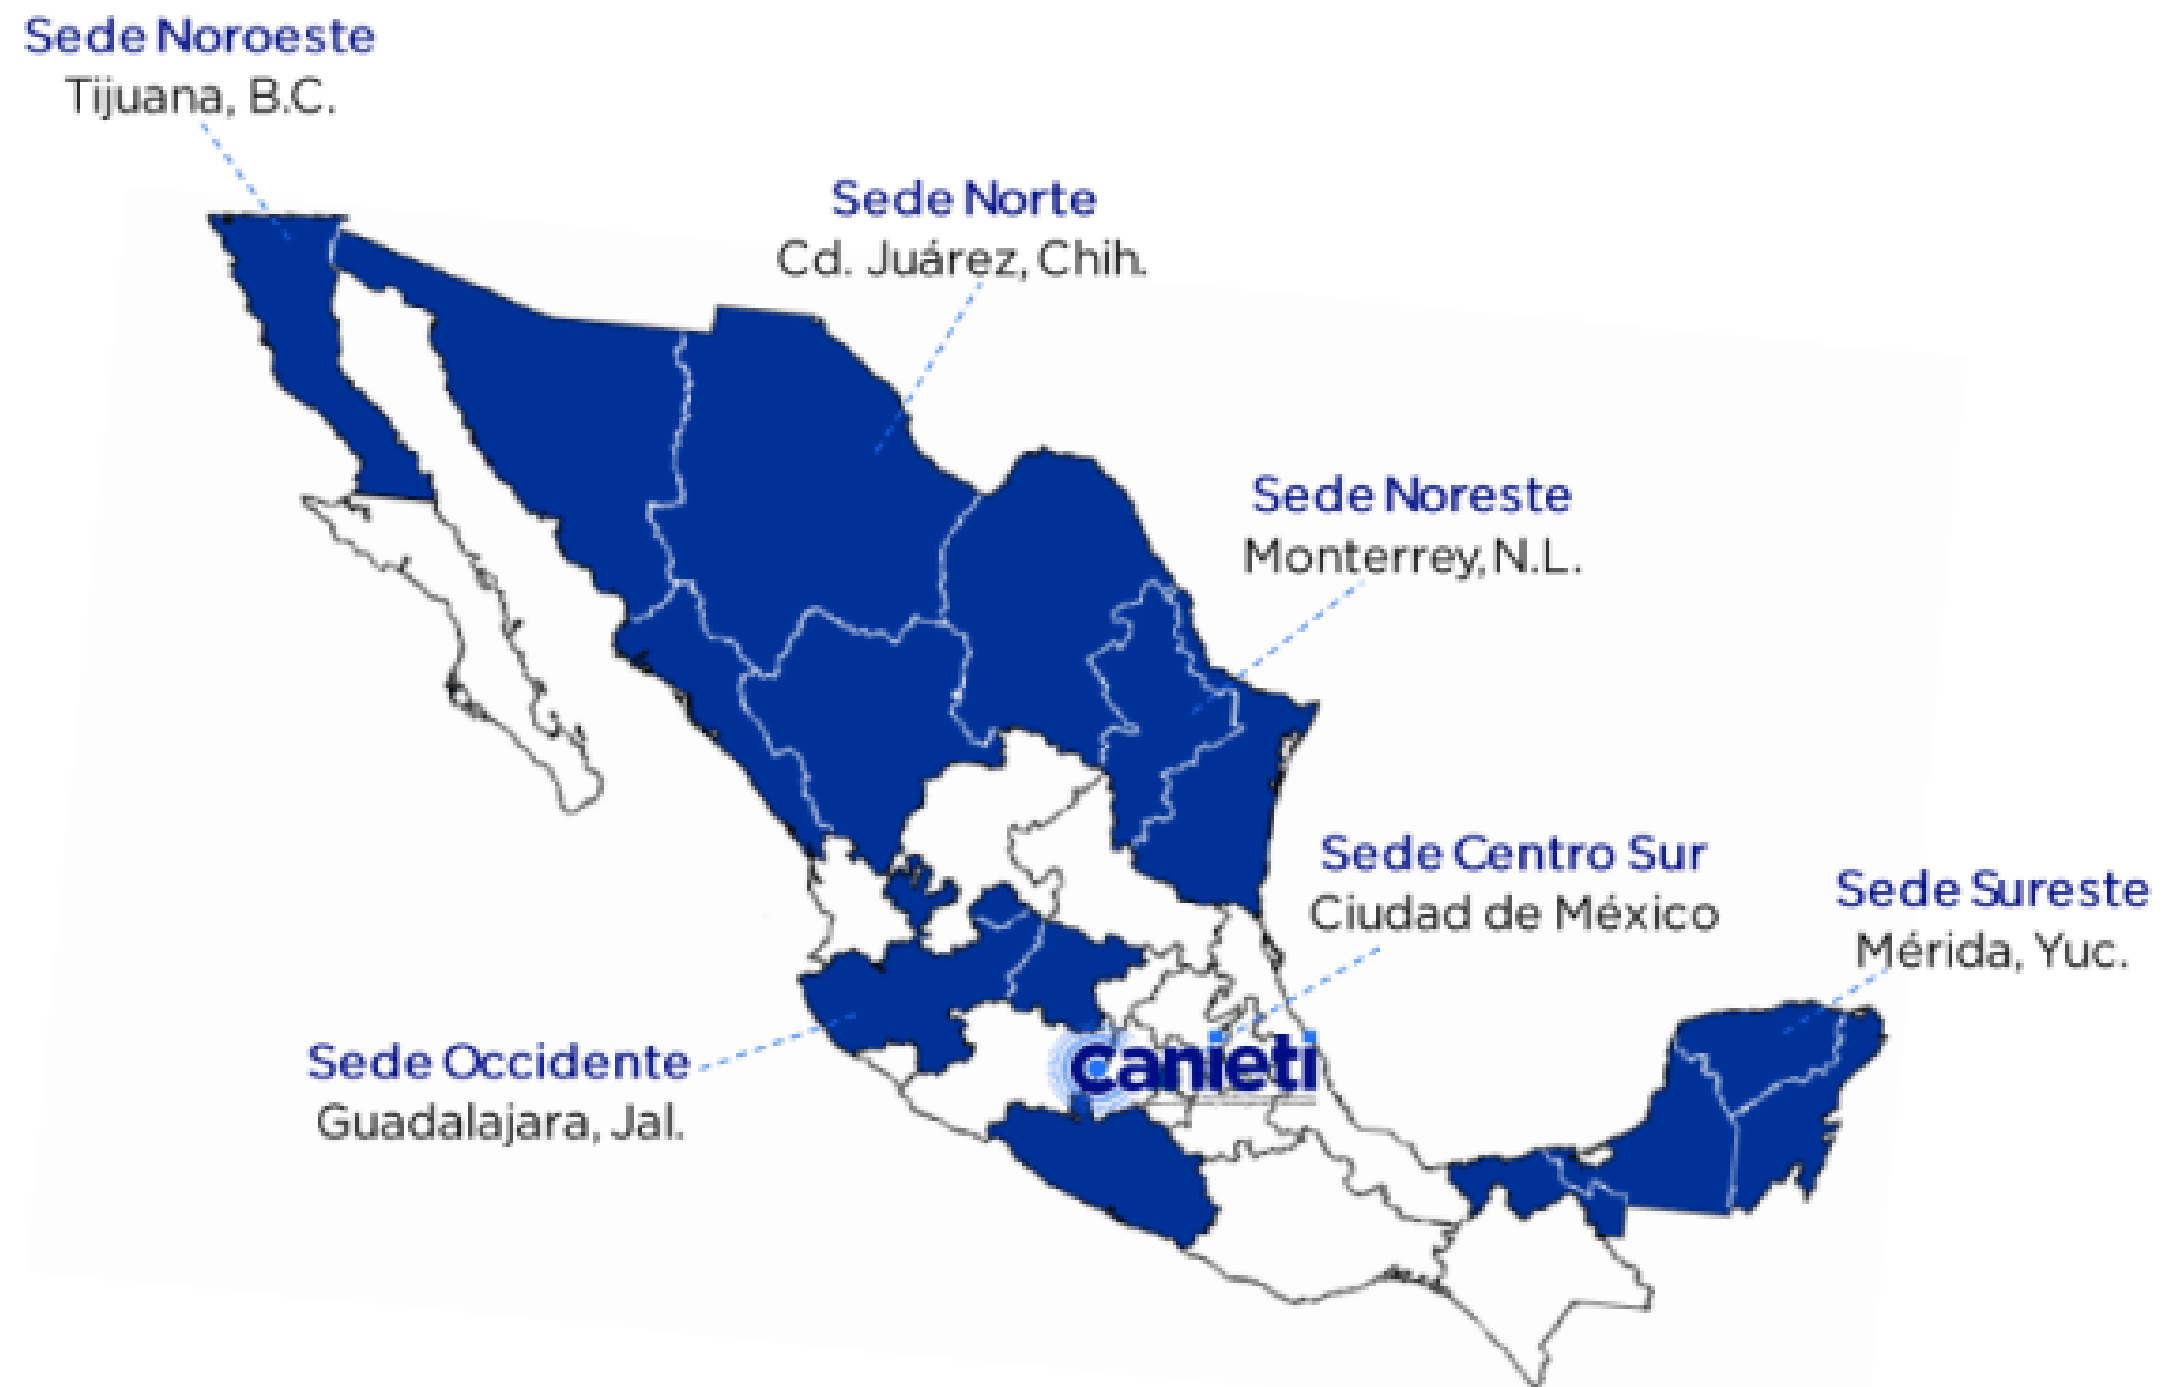 Sede Noroeste
Tijuana, B.C.
Sede Norte
Cd. Juárez, Chih.
Sede Noreste
Monterrey, N.L.
Sede Centro Sur
Ciudad de México
Sede Sureste
Mérida, Yuc.
Sede Occidente
Guadalajara, Jal.
canieti